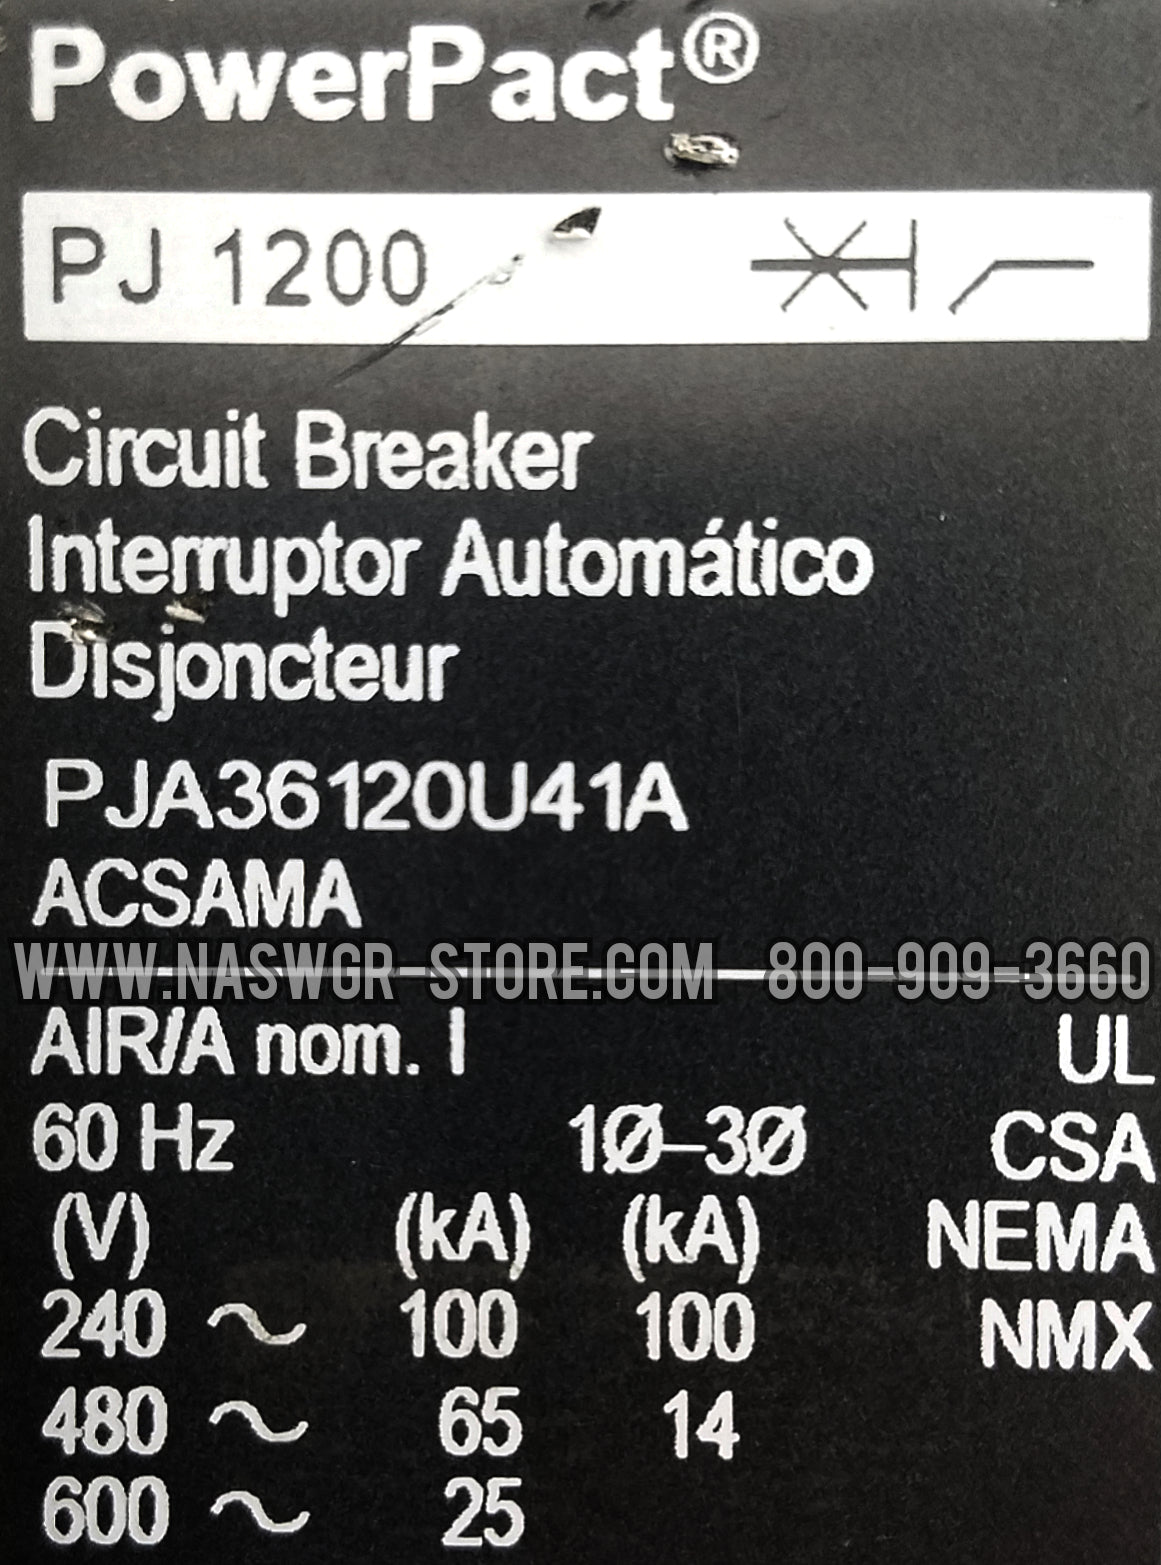 PowerPact®
PJ 1200
Circuit Breaker
Interruptor Automático
Disjoncteur
PJA36120U41A
ACSAMA
WWW.NASWGR-STORE.COM 800-909-3660
AIR/A nom. I UL
60 Hz 1Ø–3Ø CSA
(V) (kA) (kA) NEMA
240 ~ 100 100 NMX
480 ~ 65 14
600 ~ 25